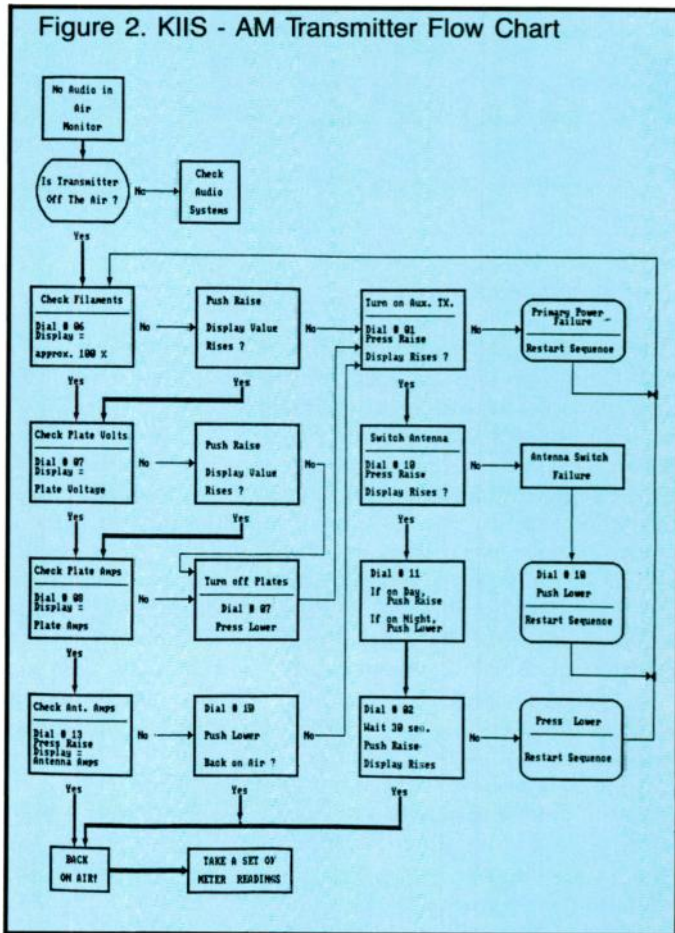 Figure 2. KIIS - AM Transmitter Flow Chart
No Audio in
Air
Monitor
Is Transmitter
Off The Air ?
No
Check
Audio
Systems
Yes
Check Filaments
Dial # 06
Display =
approx. 100 %
No
Push Raise
Display Value
Rises ?
No
Turn on Aux. TX.
Dial # 01
Press Raise
Display Rises ?
No
Primary Power
Failure
Restart Sequence
Yes
Yes
Yes
Check Plate Volts
Dial # 07
Display =
Plate Voltage
No
Push Raise
Display Value
Rises ?
Switch Antenna
Dial # 10
Press Raise
Display Rises ?
No
Antenna Switch
Failure
Yes
Yes
Yes
Check Plate Amps
Dial # 08
Display =
Plate Amps
No
Turn off Plates
Dial # 07
Press Lower
Dial # 11
If on Day,
Push Raise
If on Night,
Push Lower
Dial # 10
Push Lower
Restart Sequence
Yes
Check Ant. Amps
Dial # 13
Press Raise
Display =
Antenna Amps
No
Dial # 10
Push Lower
Back on Air ?
No
Dial # 02
Wait 30 sec.
Push Raise
Display Rises
No
Press Lower
Restart Sequence
Yes
Yes
Yes
BACK
ON AIR!
TAKE A SET OF
METER READINGS